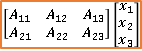 [A₁₁ A₁₂ A₁₃] [x₁]
[A₂₁ A₂₂ A₂₃] [x₂]
[x₃]